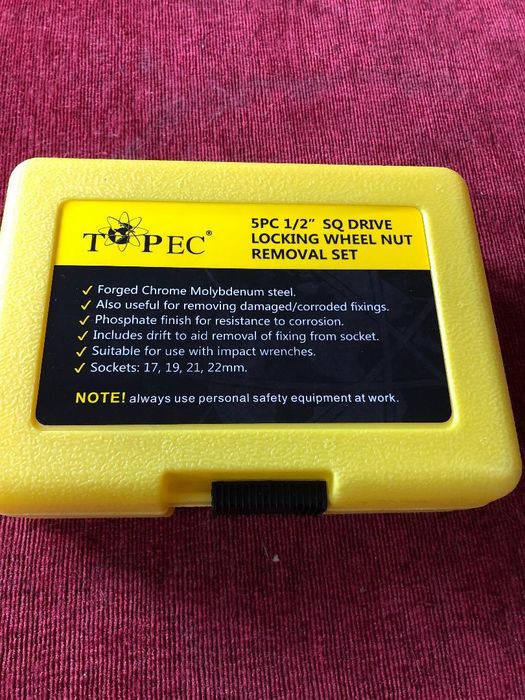 TOPEC®
5PC 1/2" SQ DRIVE
LOCKING WHEEL NUT
REMOVAL SET
✓ Forged Chrome Molybdenum steel.
✓ Also useful for removing damaged/corroded fixings.
✓ Phosphate finish for resistance to corrosion.
✓ Includes drift to aid removal of fixing from socket.
✓ Suitable for use with impact wrenches.
✓ Sockets: 17, 19, 21, 22mm.
NOTE! always use personal safety equipment at work.